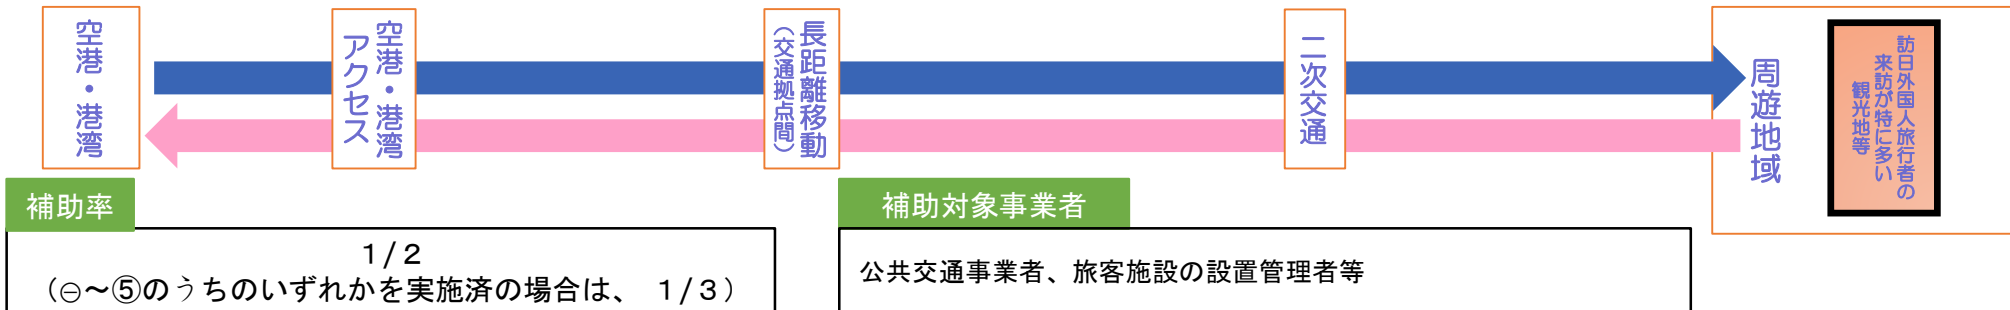 空港・港湾
空港・港湾
アクセス
長距離移動
（交通拠点間）
二次交通
周遊地域
訪日外国人旅行者の
来訪が特に多い
観光地等
補助率
1/2
（⊖～⑤のうちのいずれかを実施済の場合は、 1/3）
補助対象事業者
公共交通事業者、旅客施設の設置管理者等